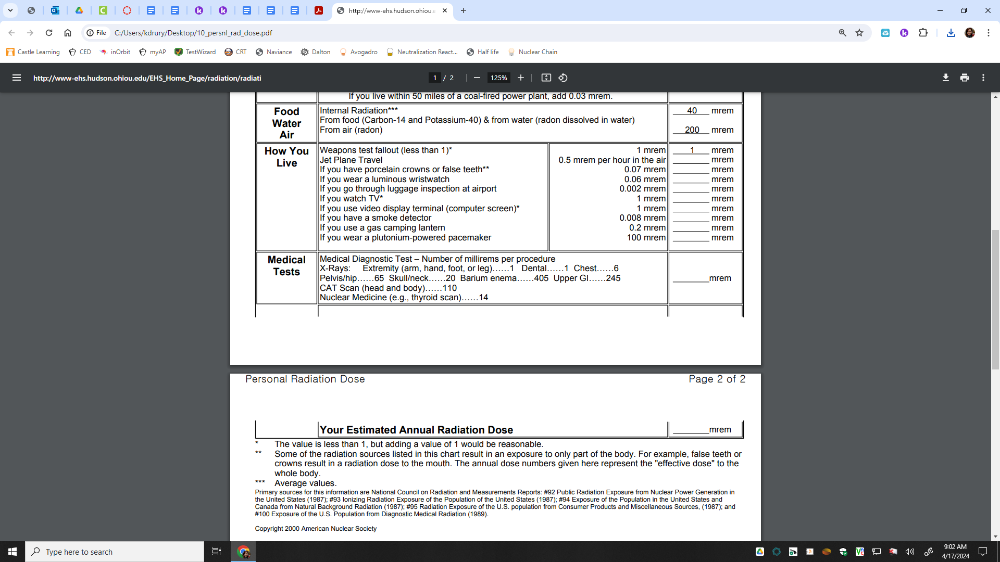 http://www-ehs.hudson.ohiou.e
File C:/Users/kdrury/Desktop/10_persnl_rad_dose.pdf
Castle Learning CED inOrbit myAP TestWizard CRT Naviance Dalton Avogadro Neutralization React... Half life Nuclear Chain
http://www-ehs.hudson.ohiou.edu/EHS_Home_Page/radiation/radiati 1 / 2 125%
If you live within 50 miles of a coal-fired power plant, add 0.03 mrem.
Food
Water
Air
Internal Radiation*** 40 mrem
From food (Carbon-14 and Potassium-40) & from water (radon dissolved in water)
From air (radon) 200 mrem
How You
Live
Weapons test fallout (less than 1)* 1 mrem 1 mrem
Jet Plane Travel 0.5 mrem per hour in the air ________ mrem
If you have porcelain crowns or false teeth** 0.07 mrem ________ mrem
If you wear a luminous wristwatch 0.06 mrem ________ mrem
If you go through luggage inspection at airport 0.002 mrem ________ mrem
If you watch TV* 1 mrem ________ mrem
If you use video display terminal (computer screen)* 1 mrem ________ mrem
If you have a smoke detector 0.008 mrem ________ mrem
If you use a gas camping lantern 0.2 mrem ________ mrem
If you wear a plutonium-powered pacemaker 100 mrem ________ mrem
Medical
Tests
Medical Diagnostic Test – Number of millirems per procedure
X-Rays: Extremity (arm, hand, foot, or leg)……1 Dental……1 Chest……6
Pelvis/hip……65 Skull/neck……20 Barium enema……405 Upper GI……245 ________mrem
CAT Scan (head and body)……110
Nuclear Medicine (e.g., thyroid scan)……14
Personal Radiation Dose Page 2 of 2
Your Estimated Annual Radiation Dose ________mrem
* The value is less than 1, but adding a value of 1 would be reasonable.
** Some of the radiation sources listed in this chart result in an exposure to only part of the body. For example, false teeth or
crowns result in a radiation dose to the mouth. The annual dose numbers given here represent the "effective dose" to the
whole body.
*** Average values.
Primary sources for this information are National Council on Radiation and Measurements Reports: #92 Public Radiation Exposure from Nuclear Power Generation in
the United States (1987); #93 Ionizing Radiation Exposure of the Population of the United States (1987); #94 Exposure of the Population in the United States and
Canada from Natural Background Radiation (1987); #95 Radiation Exposure of the U.S. population from Consumer Products and Miscellaneous Sources, (1987); and
#100 Exposure of the U.S. Population from Diagnostic Medical Radiation (1989).
Copyright 2000 American Nuclear Society
Type here to search
9:02 AM
4/17/2024